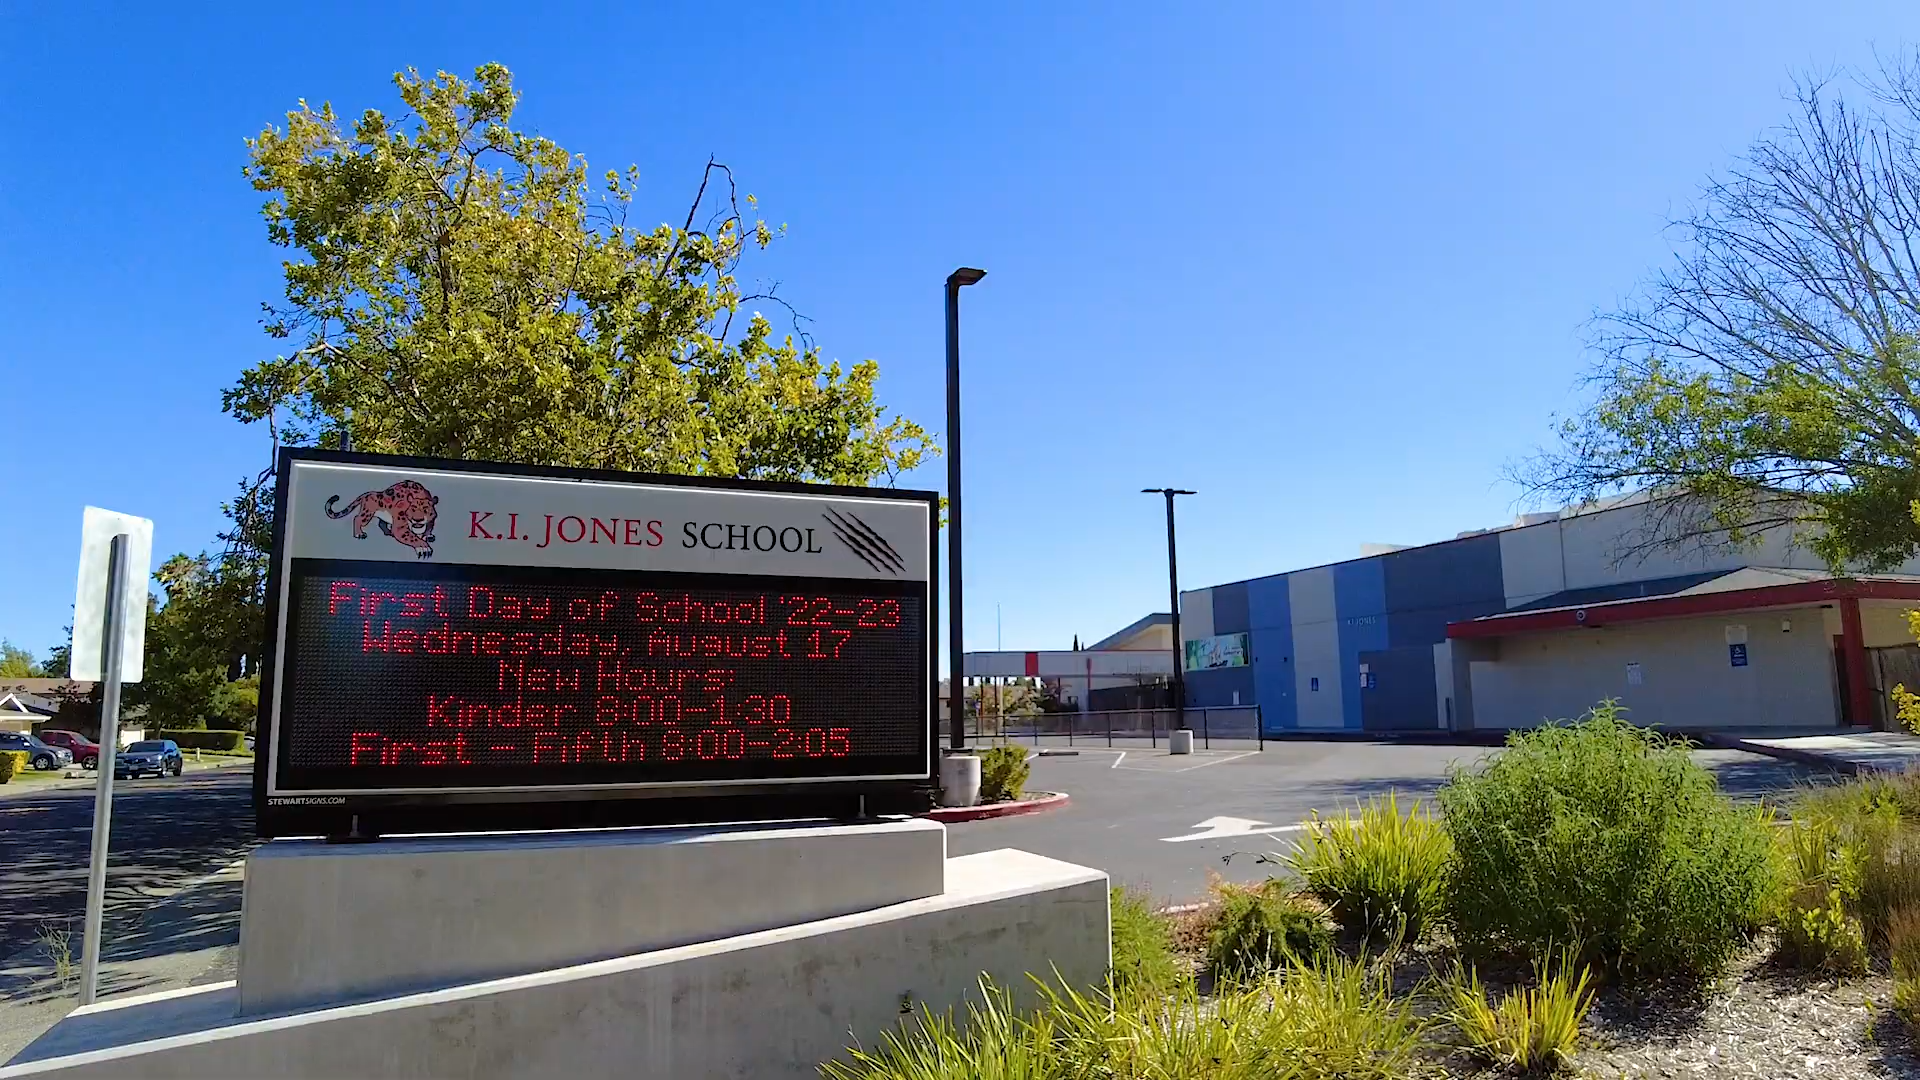 K.I. JONES SCHOOL
First Day of School '22-23
Wednesday, August 17
New Hours:
Kinder 8:00-1:30
First - Fifth 8:00-2:05
STEWARTSIGNS.COM
K.I. JONES